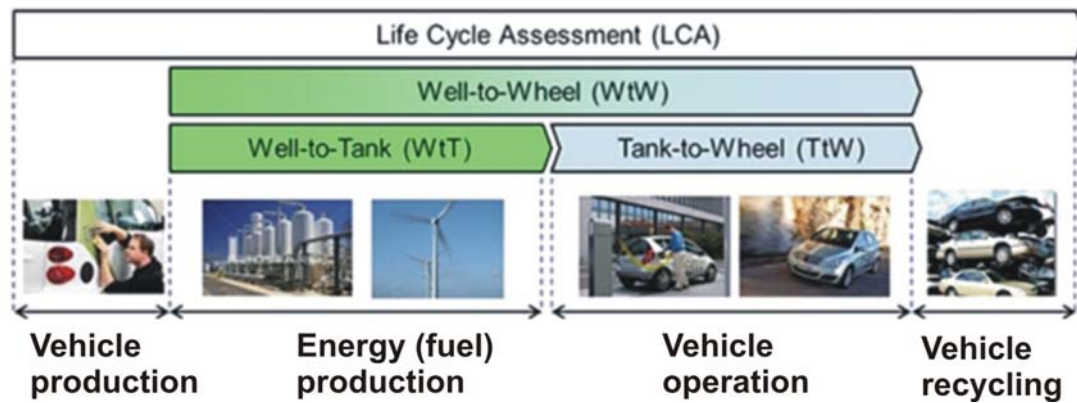 Life Cycle Assessment (LCA)
Well-to-Wheel (WtW)
Well-to-Tank (WtT)
Tank-to-Wheel (TtW)
Vehicle
production
Energy (fuel)
production
Vehicle
operation
Vehicle
recycling